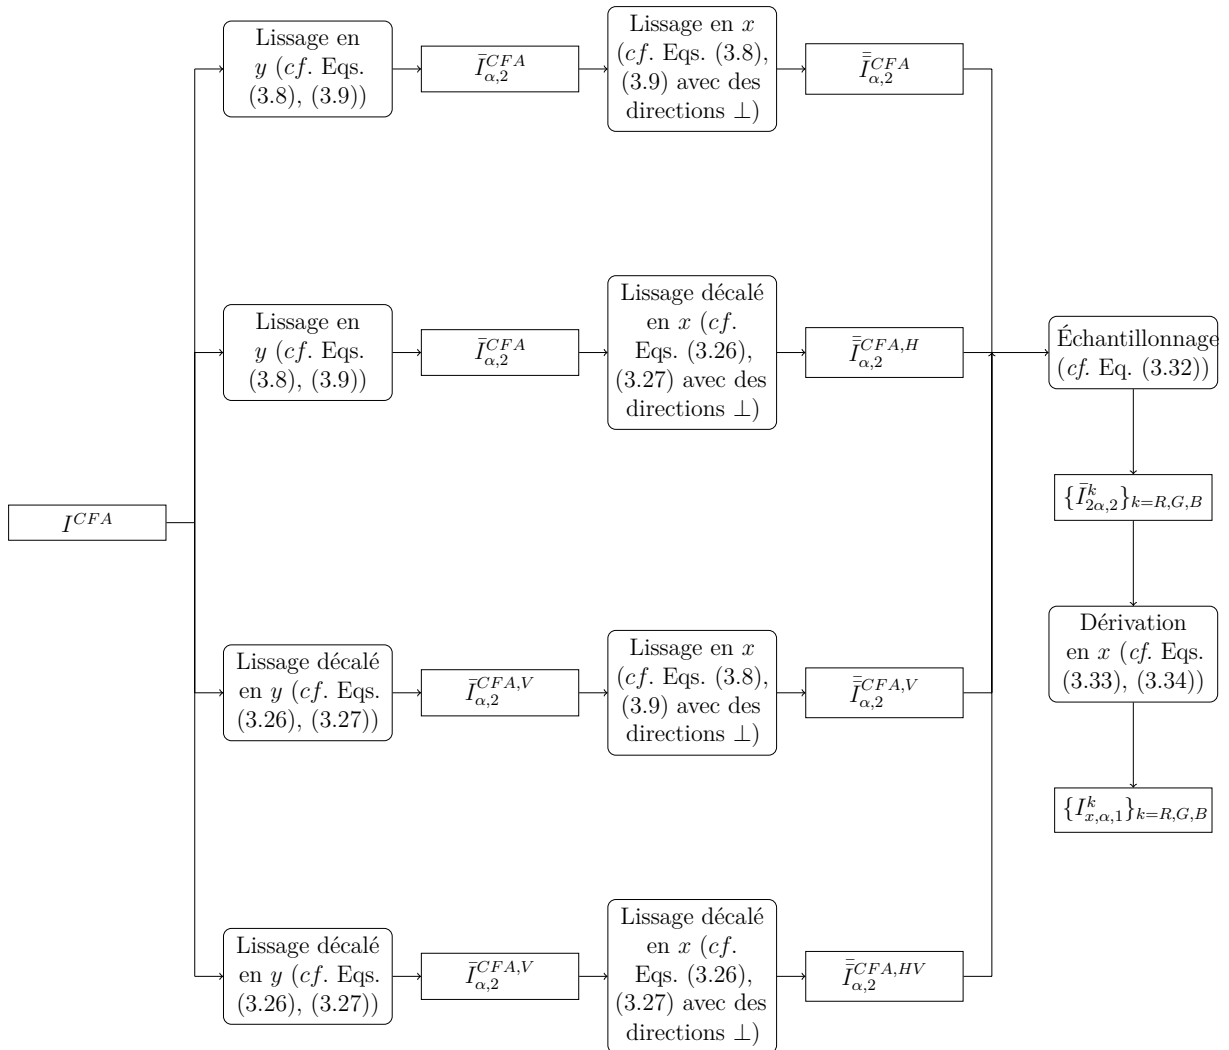 Lissage en
y (cf. Eqs.
(3.8), (3.9))
Ī_{α,2}^{CFA}
Lissage en x
(cf. Eqs. (3.8),
(3.9) avec des
directions ⊥)
I̿_{α,2}^{CFA}
Lissage en
y (cf. Eqs.
(3.8), (3.9))
Ī_{α,2}^{CFA}
Lissage décalé
en x (cf.
Eqs. (3.26),
(3.27) avec des
directions ⊥)
I̿_{α,2}^{CFA,H}
Échantillonnage
(cf. Eq. (3.32))
{Ī_{2α,2}^{k}}_{k=R,G,B}
I^{CFA}
Lissage décalé
en y (cf. Eqs.
(3.26), (3.27))
Ī_{α,2}^{CFA,V}
Lissage en x
(cf. Eqs. (3.8),
(3.9) avec des
directions ⊥)
I̿_{α,2}^{CFA,V}
Dérivation
en x (cf. Eqs.
(3.33), (3.34))
{I_{x,α,1}^{k}}_{k=R,G,B}
Lissage décalé
en y (cf. Eqs.
(3.26), (3.27))
Ī_{α,2}^{CFA,V}
Lissage décalé
en x (cf.
Eqs. (3.26),
(3.27) avec des
directions ⊥)
I̿_{α,2}^{CFA,HV}